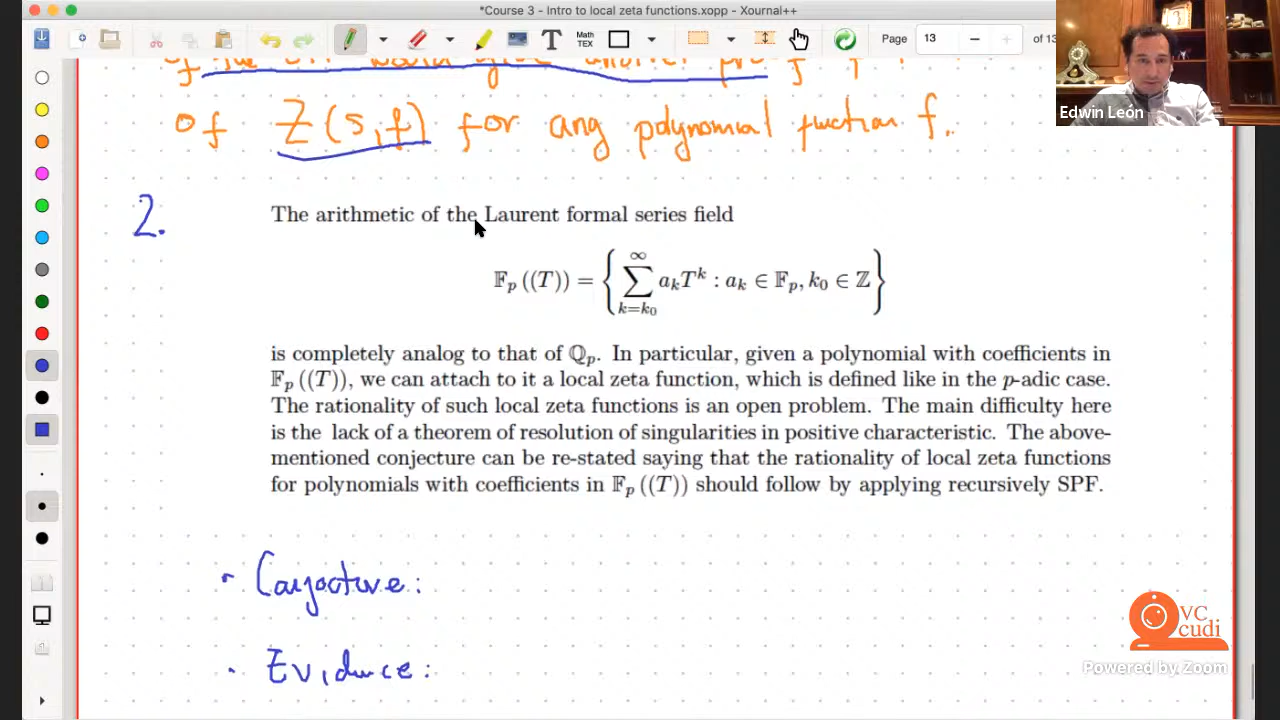 *Course 3 - Intro to local zeta functions.xopp - Xournal++
Math
TEX
Page 13 of 13
Edwin León
of Z(s,f) for any polynomial fuction f.
2.
The arithmetic of the Laurent formal series field
𝔽_p((T)) = { ∑_{k=k_0}^{∞} a_k T^k : a_k ∈ 𝔽_p, k_0 ∈ ℤ }
is completely analog to that of ℚ_p. In particular, given a polynomial with coefficients in
𝔽_p((T)), we can attach to it a local zeta function, which is defined like in the p-adic case.
The rationality of such local zeta functions is an open problem. The main difficulty here
is the lack of a theorem of resolution of singularities in positive characteristic. The above-
mentioned conjecture can be re-stated saying that the rationality of local zeta functions
for polynomials with coefficients in 𝔽_p((T)) should follow by applying recursively SPF.
VC
cudi
Powered by Zoom